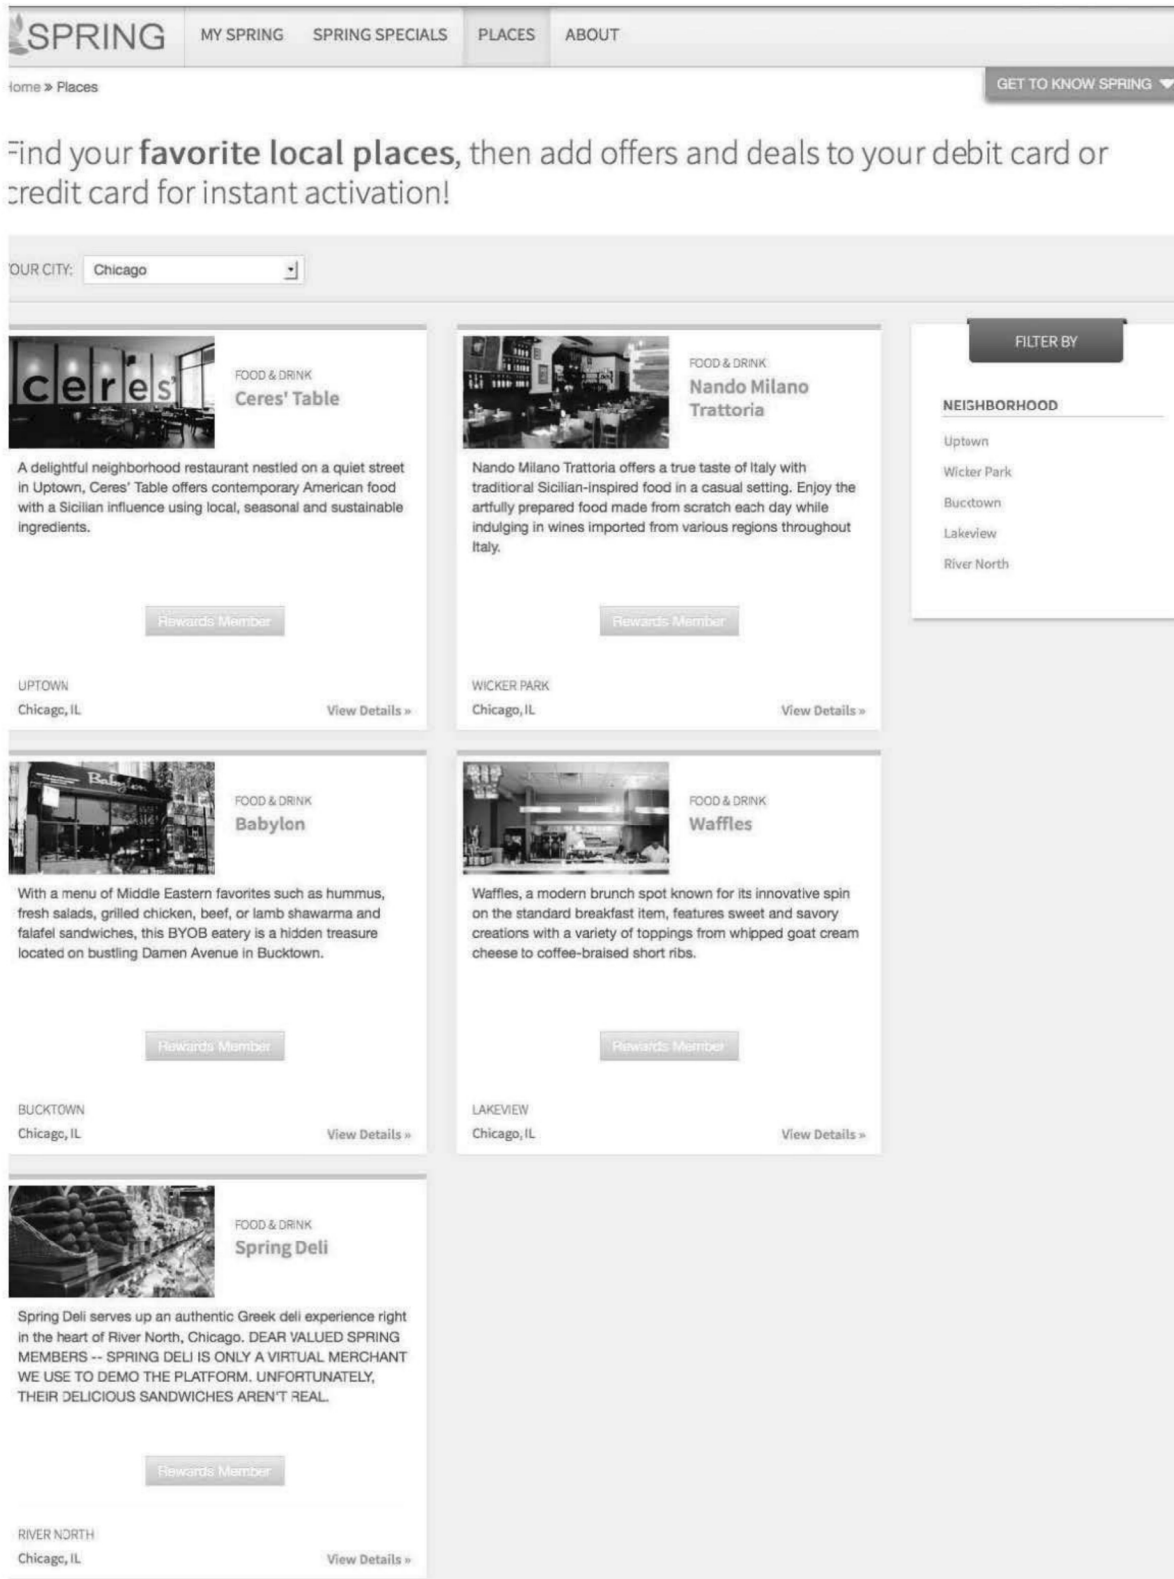 SPRING
MY SPRING SPRING SPECIALS PLACES ABOUT
Home » Places
GET TO KNOW SPRING
Find your favorite local places, then add offers and deals to your debit card or
credit card for instant activation!
YOUR CITY: Chicago
ceres'
FOOD & DRINK
Ceres' Table
A delightful neighborhood restaurant nestled on a quiet street
in Uptown, Ceres' Table offers contemporary American food
with a Sicilian influence using local, seasonal and sustainable
ingredients.
Rewards Member
UPTOWN
Chicago, IL
View Details »
FOOD & DRINK
Nando Milano
Trattoria
Nando Milano Trattoria offers a true taste of Italy with
traditional Sicilian-inspired food in a casual setting. Enjoy the
artfully prepared food made from scratch each day while
indulging in wines imported from various regions throughout
Italy.
Rewards Member
WICKER PARK
Chicago, IL
View Details »
FILTER BY
NEIGHBORHOOD
Uptown
Wicker Park
Bucktown
Lakeview
River North
Babylon
FOOD & DRINK
Babylon
With a menu of Middle Eastern favorites such as hummus,
fresh salads, grilled chicken, beef, or lamb shawarma and
falafel sandwiches, this BYOB eatery is a hidden treasure
located on bustling Damen Avenue in Bucktown.
Rewards Member
BUCKTOWN
Chicago, IL
View Details »
FOOD & DRINK
Waffles
Waffles, a modern brunch spot known for its innovative spin
on the standard breakfast item, features sweet and savory
creations with a variety of toppings from whipped goat cream
cheese to coffee-braised short ribs.
Rewards Member
LAKEVIEW
Chicago, IL
View Details »
FOOD & DRINK
Spring Deli
Spring Deli serves up an authentic Greek deli experience right
in the heart of River North, Chicago. DEAR VALUED SPRING
MEMBERS -- SPRING DELI IS ONLY A VIRTUAL MERCHANT
WE USE TO DEMO THE PLATFORM. UNFORTUNATELY,
THEIR DELICIOUS SANDWICHES AREN'T REAL.
Rewards Member
RIVER NORTH
Chicago, IL
View Details »